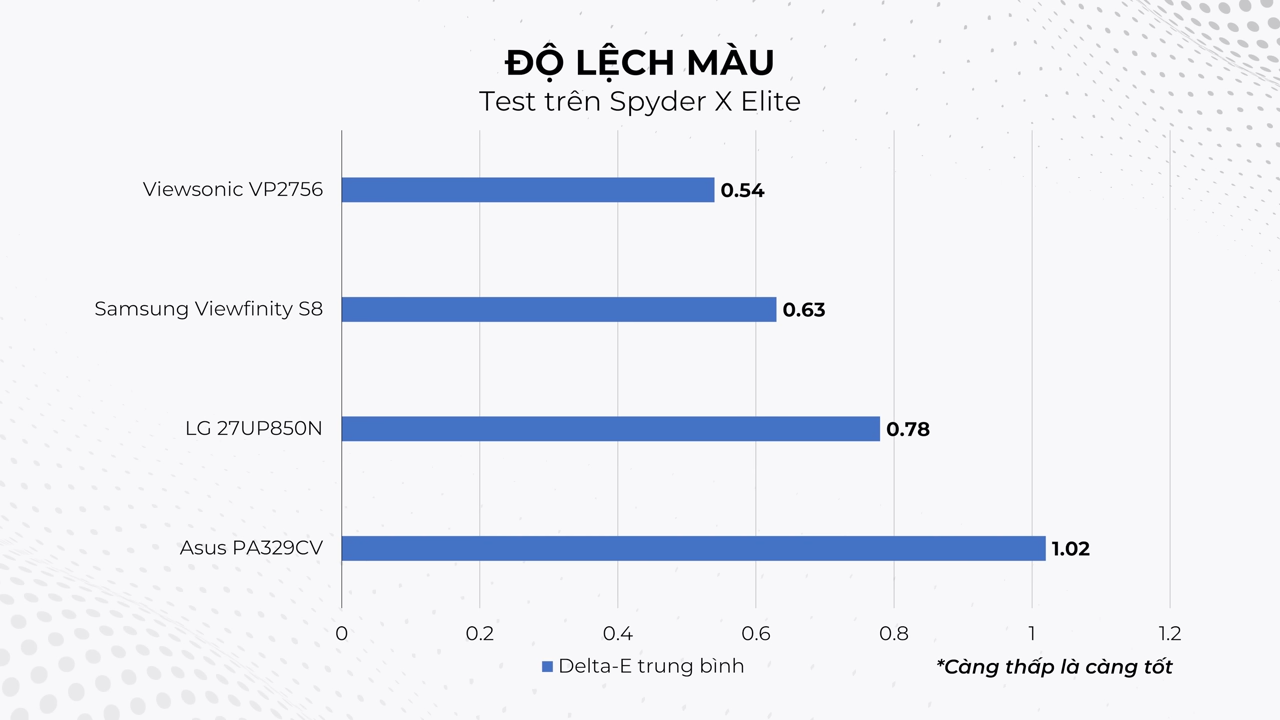 ĐỘ LỆCH MÀU
Test trên Spyder X Elite
Viewsonic VP2756
0.54
Samsung Viewfinity S8
0.63
LG 27UP850N
0.78
Asus PA329CV
1.02
0 0.2 0.4 0.6 0.8 1 1.2
Delta-E trung bình
*Càng thấp là càng tốt